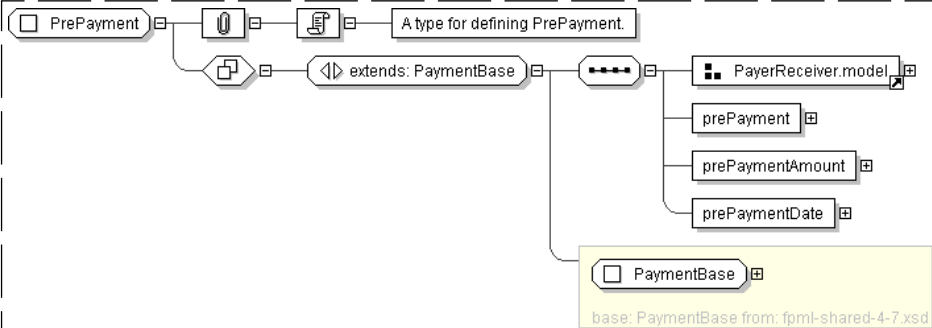 PrePayment
A type for defining PrePayment.
extends: PaymentBase
PayerReceiver.model
prePayment
prePaymentAmount
prePaymentDate
PaymentBase
base: PaymentBase from: fpml-shared-4-7.xsd